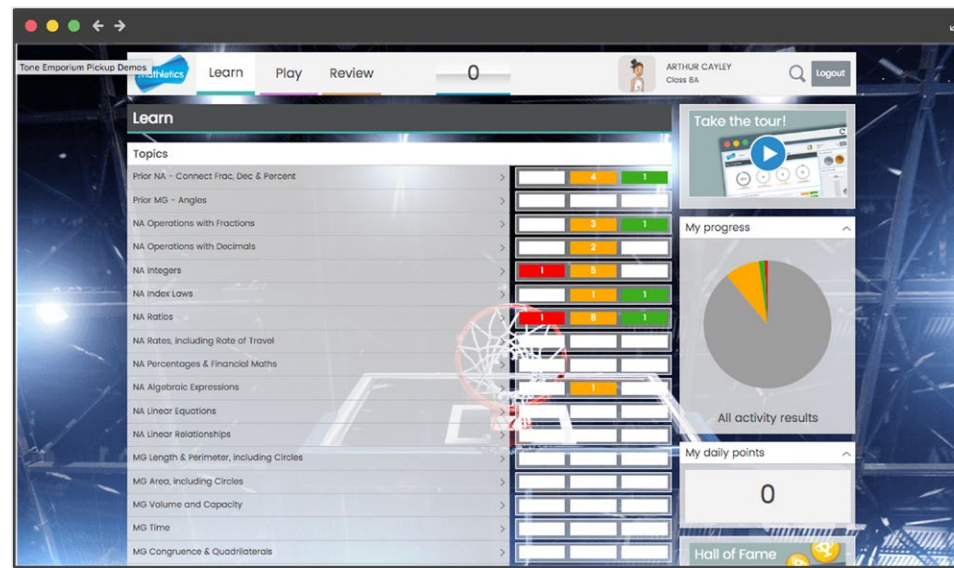 Tone Emporium Pickup Demos
Mathletics
Learn Play Review 0
ARTHUR CAYLEY
Class 8A
Logout
Learn
Take the tour!
Topics
Prior NA - Connect Frac, Dec & Percent 4 1
Prior MG - Angles
NA Operations with Fractions 3 1
My progress
NA Operations with Decimals 2
NA Integers 1 5
NA Index Laws 1 1
NA Ratios 1 8 1
NA Rates, including Rate of Travel
NA Percentages & Financial Maths
NA Algebraic Expressions 1
NA Linear Equations
All activity results
NA Linear Relationships
MG Length & Perimeter, including Circles
My daily points
MG Area, including Circles
0
MG Volume and Capacity
MG Time
MG Congruence & Quadrilaterals
Hall of Fame